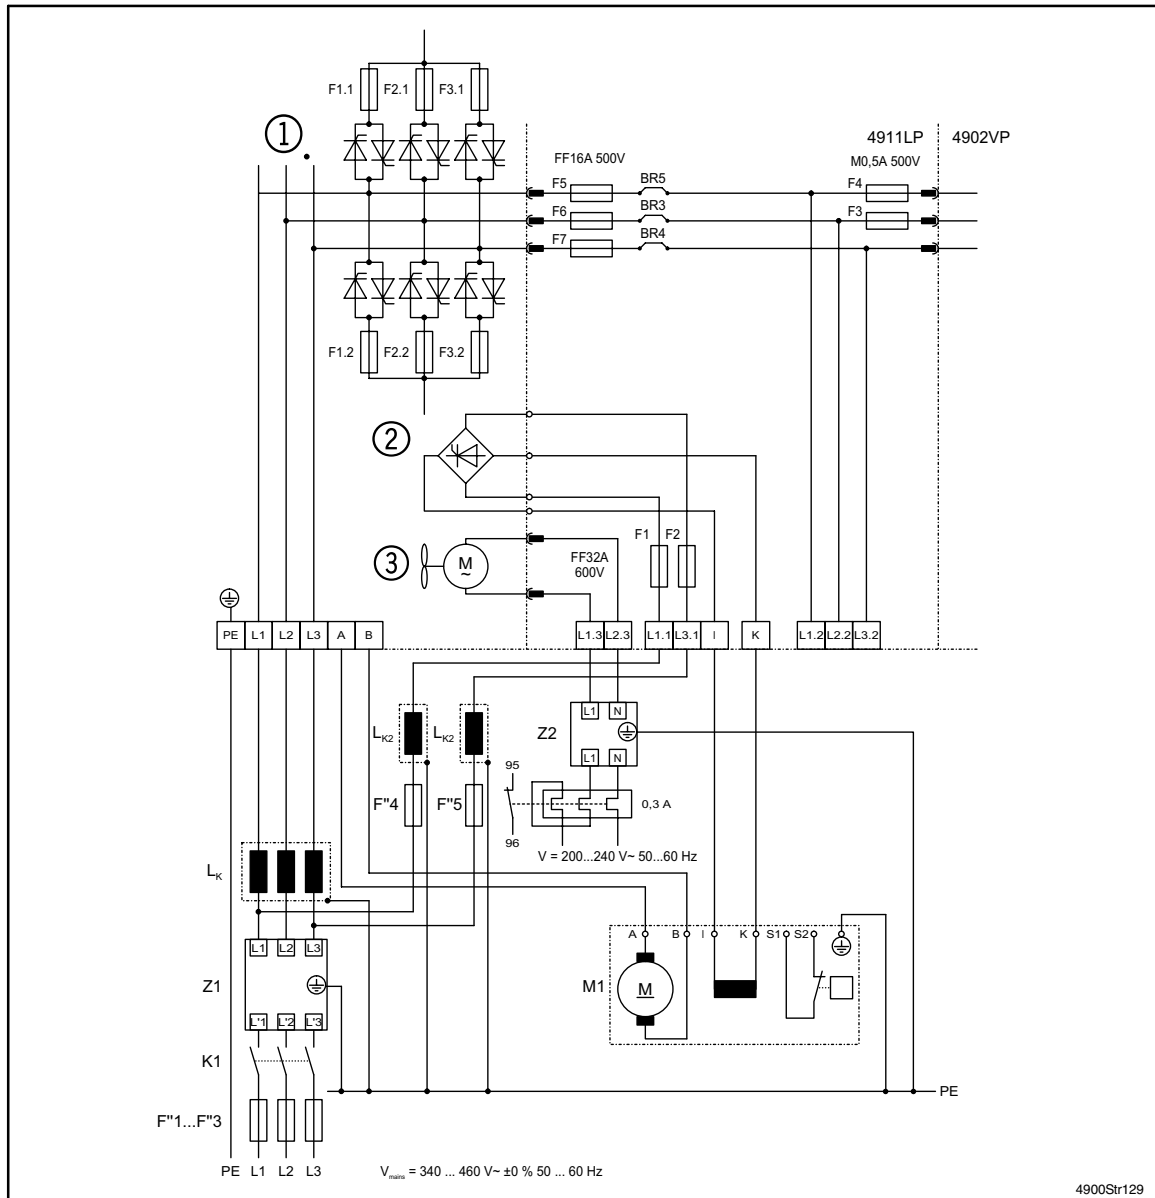 F1.1 F2.1 F3.1
1
4911LP 4902VP
FF16A 500V M0,5A 500V
F5 BR5 F4
F6 BR3 F3
F7 BR4
F1.2 F2.2 F3.2
2
F1 F2
3 M ~ FF32A
600V
PE L1 L2 L3 A B L1.3 L2.3 L1.1 L3.1 I K L1.2 L2.2 L3.2
L1 N
LK2 LK2 Z2
L1 N
95
F"4 F"5 0,3 A
96
V = 200...240 V~ 50...60 Hz
LK
A B I K S1 S2
L1 L2 L3
Z1 M1 M
L'1 L'2 L'3
K1
PE
F"1...F"3
PE L1 L2 L3 Vmains = 340 ... 460 V~ ±0 % 50 ... 60 Hz
4900Str129